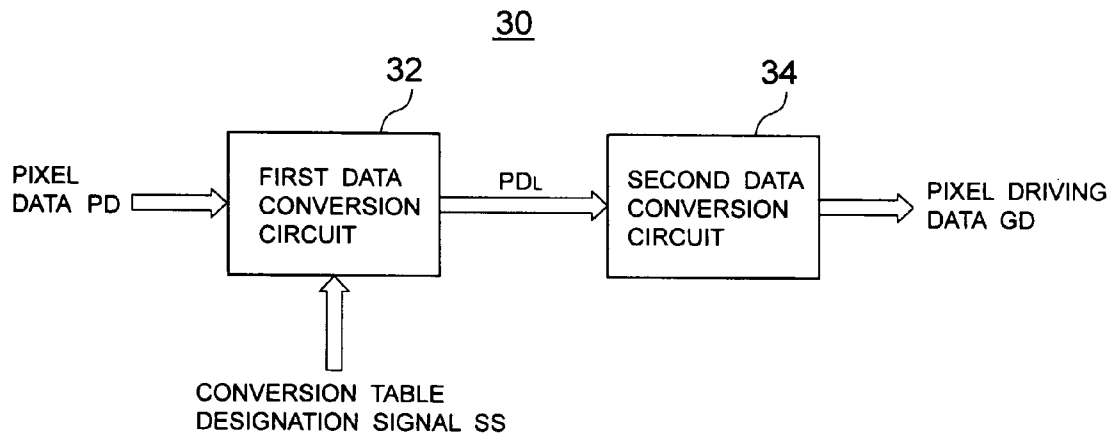 30
32
34
PIXEL
DATA PD
FIRST DATA
CONVERSION
CIRCUIT
PDL
SECOND DATA
CONVERSION
CIRCUIT
PIXEL DRIVING
DATA GD
CONVERSION TABLE
DESIGNATION SIGNAL SS